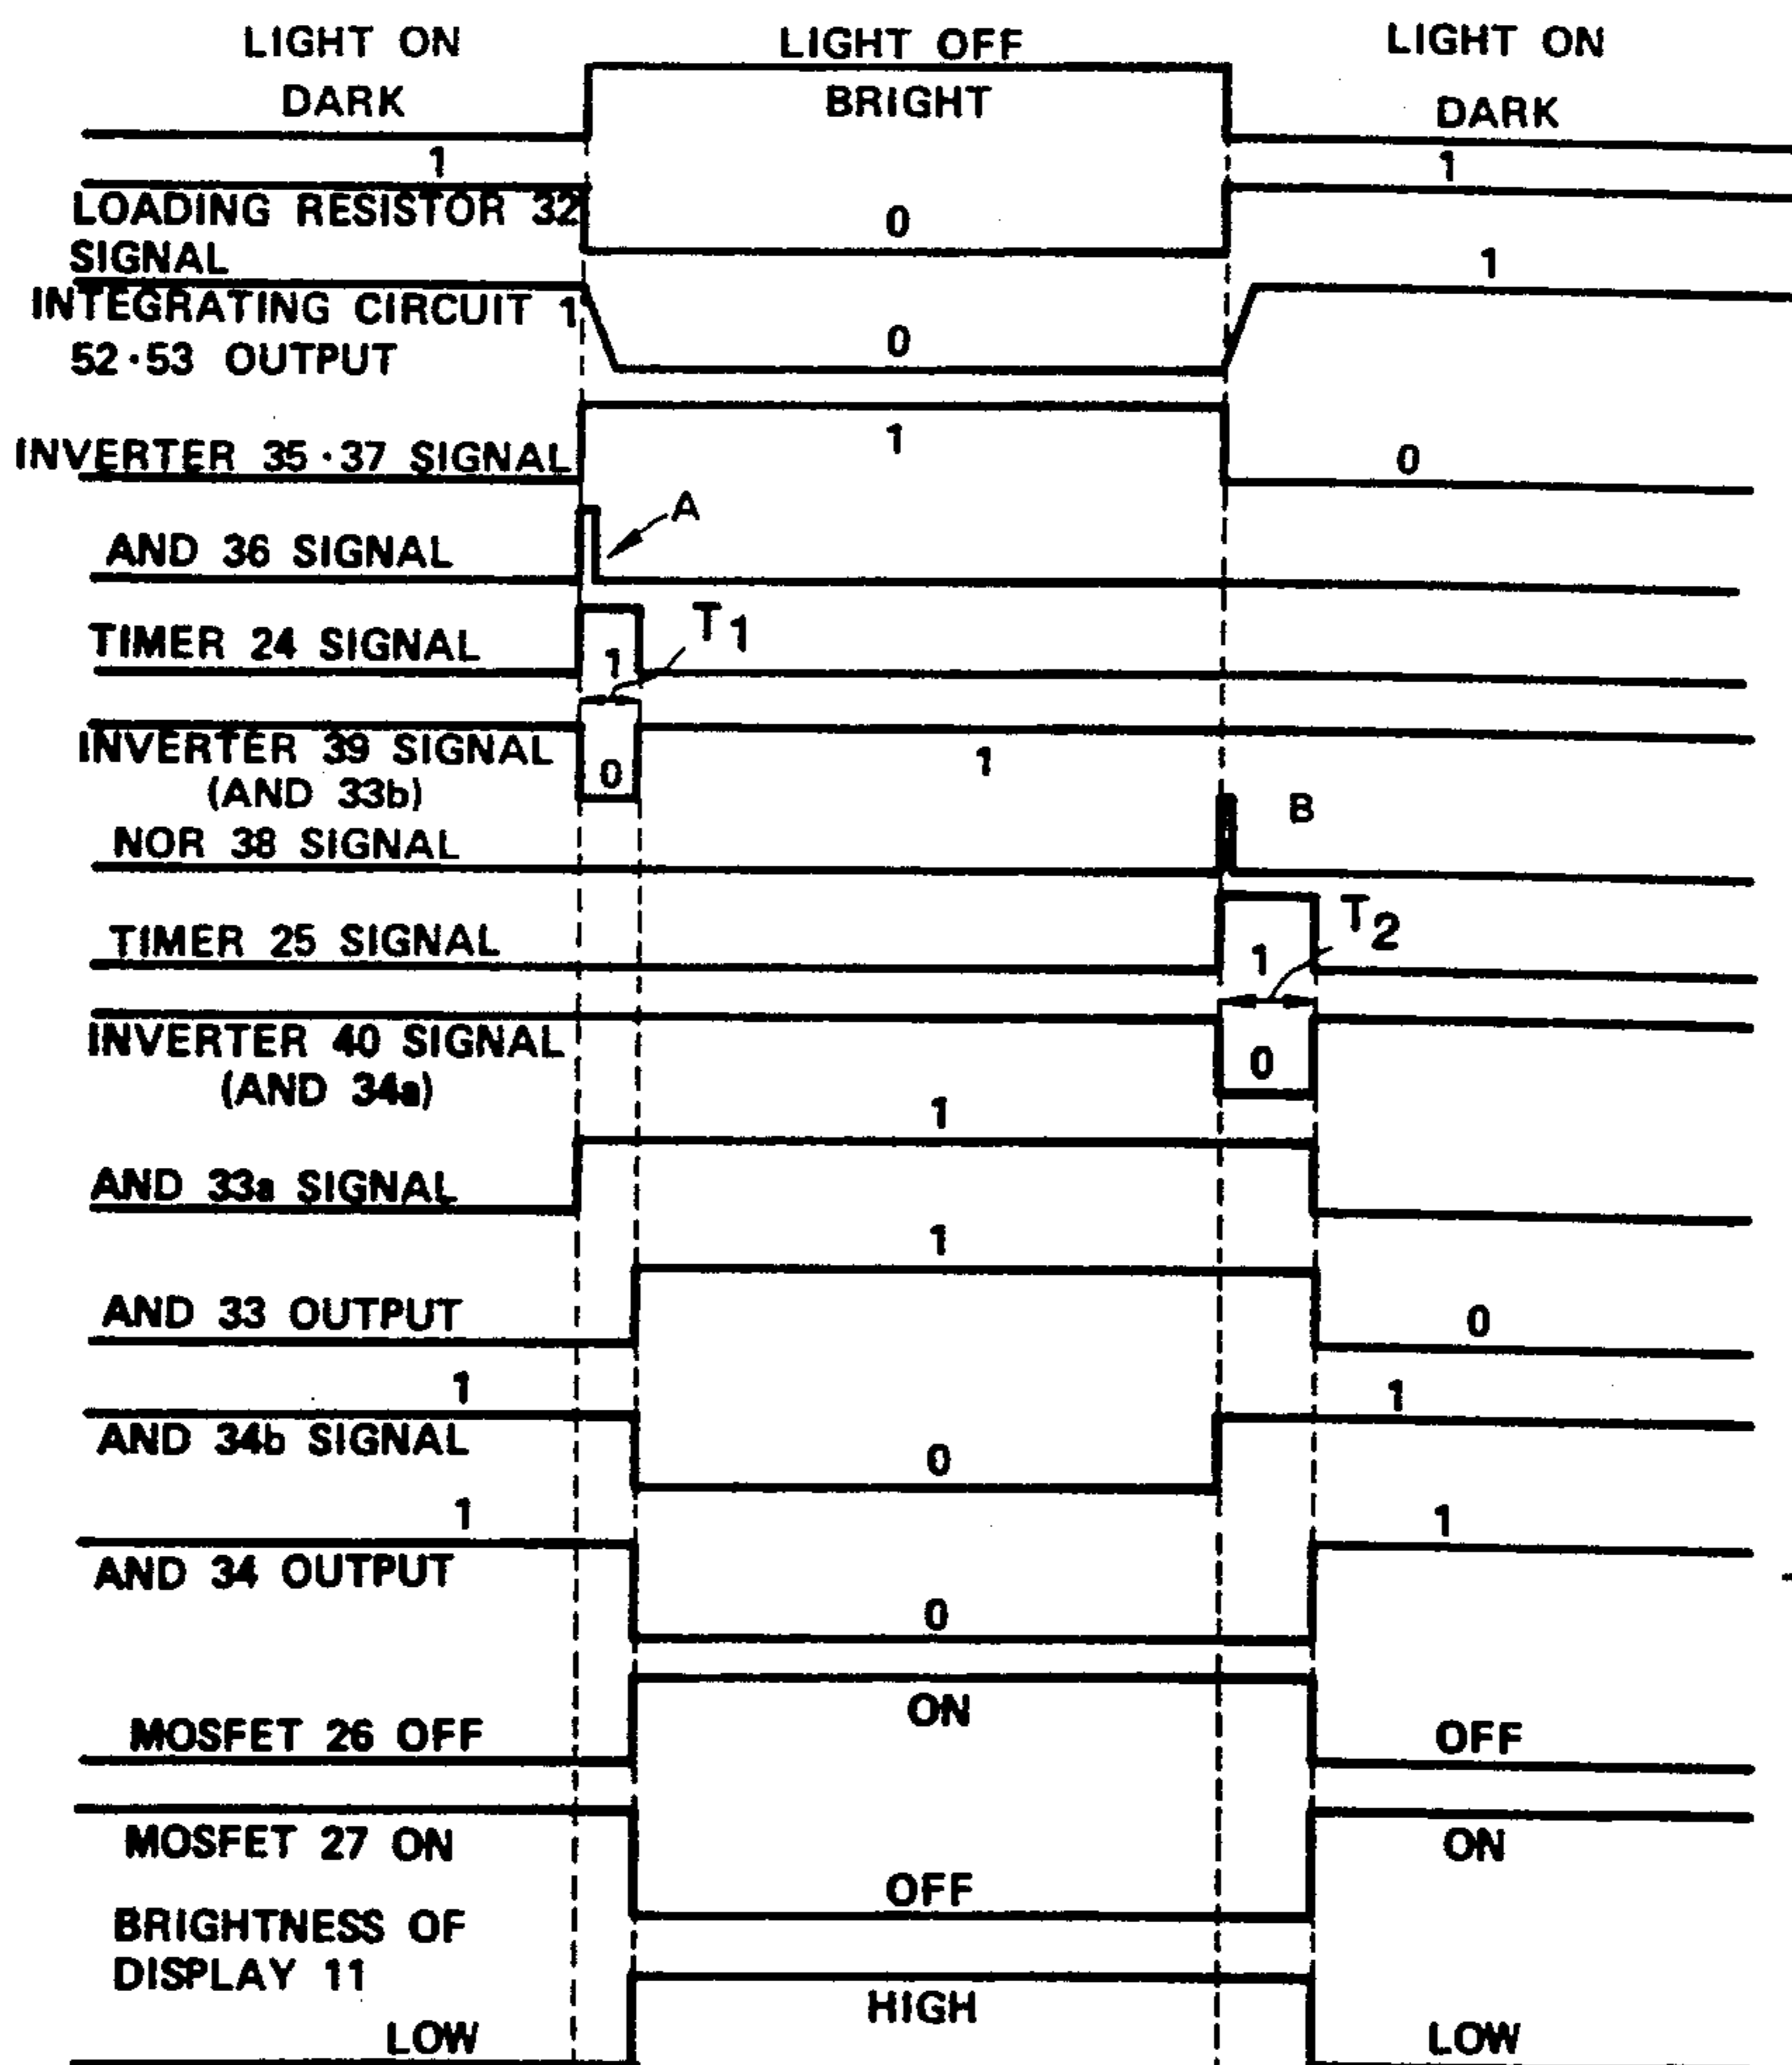 LIGHT ON
LIGHT OFF
LIGHT ON
DARK
BRIGHT
DARK
1
1
LOADING RESISTOR 32
SIGNAL
0
1
INTEGRATING CIRCUIT 1
52·53 OUTPUT
0
INVERTER 35·37 SIGNAL
1
0
AND 36 SIGNAL
A
TIMER 24 SIGNAL
1
T1
INVERTER 39 SIGNAL
(AND 33b)
0
1
NOR 38 SIGNAL
B
TIMER 25 SIGNAL
1
T2
INVERTER 40 SIGNAL
(AND 34a)
0
1
AND 33a SIGNAL
1
AND 33 OUTPUT
0
1
1
AND 34b SIGNAL
0
1
1
AND 34 OUTPUT
0
MOSFET 26 OFF
ON
OFF
MOSFET 27 ON
OFF
ON
BRIGHTNESS OF
DISPLAY 11
LOW
HIGH
LOW